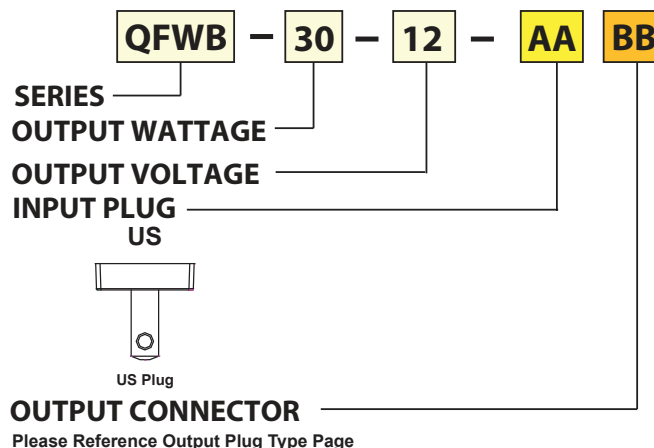 QFWB – 30 – 12 – AA BB
SERIES
OUTPUT WATTAGE
OUTPUT VOLTAGE
INPUT PLUG
US
US Plug
OUTPUT CONNECTOR
Please Reference Output Plug Type Page